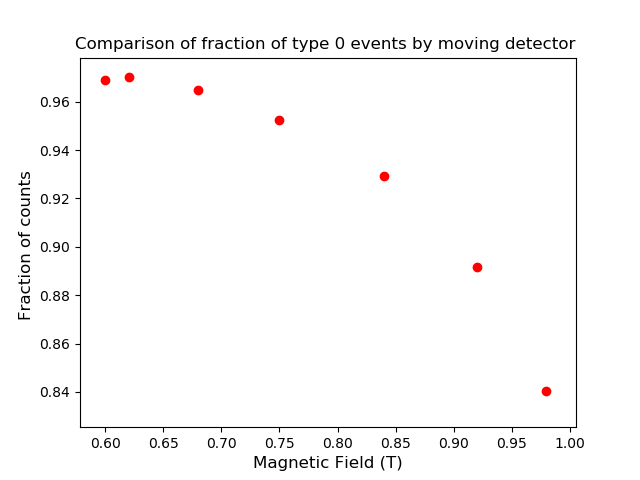 Comparison of fraction of type 0 events by moving detector
Fraction of counts
0.96
0.94
0.92
0.90
0.88
0.86
0.84
0.60 0.65 0.70 0.75 0.80 0.85 0.90 0.95 1.00
Magnetic Field (T)